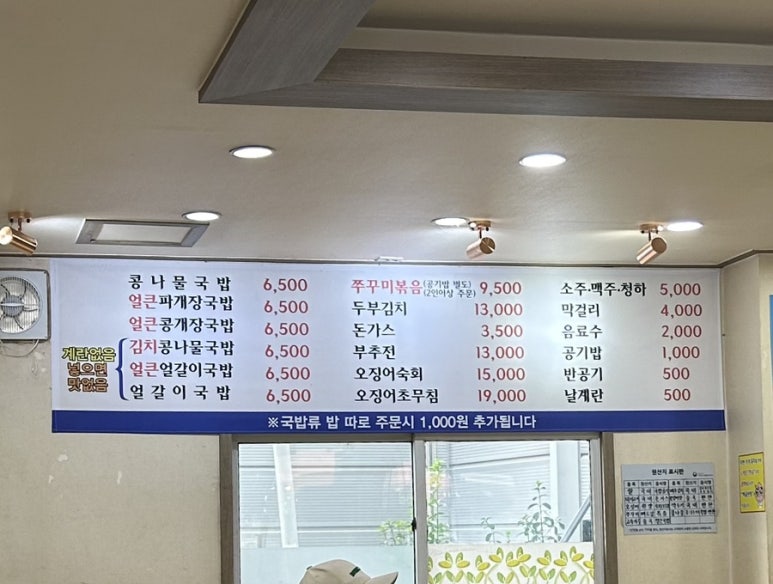 콩나물국밥 6,500
얼큰파개장국밥 6,500
얼큰콩개장국밥 6,500
김치콩나물국밥 6,500
얼큰얼갈이국밥 6,500
얼갈이국밥 6,500
계란없음
넣으면
맛없음
쭈꾸미볶음(공기밥 별도)(2인이상 주문) 9,500
두부김치 13,000
돈가스 3,500
부추전 13,000
오징어숙회 15,000
오징어초무침 19,000
소주.맥주.청하 5,000
막걸리 4,000
음료수 2,000
공기밥 1,000
반공기 500
날계란 500
※국밥류 밥 따로 주문시 1,000원 추가됩니다
원산지 표시판